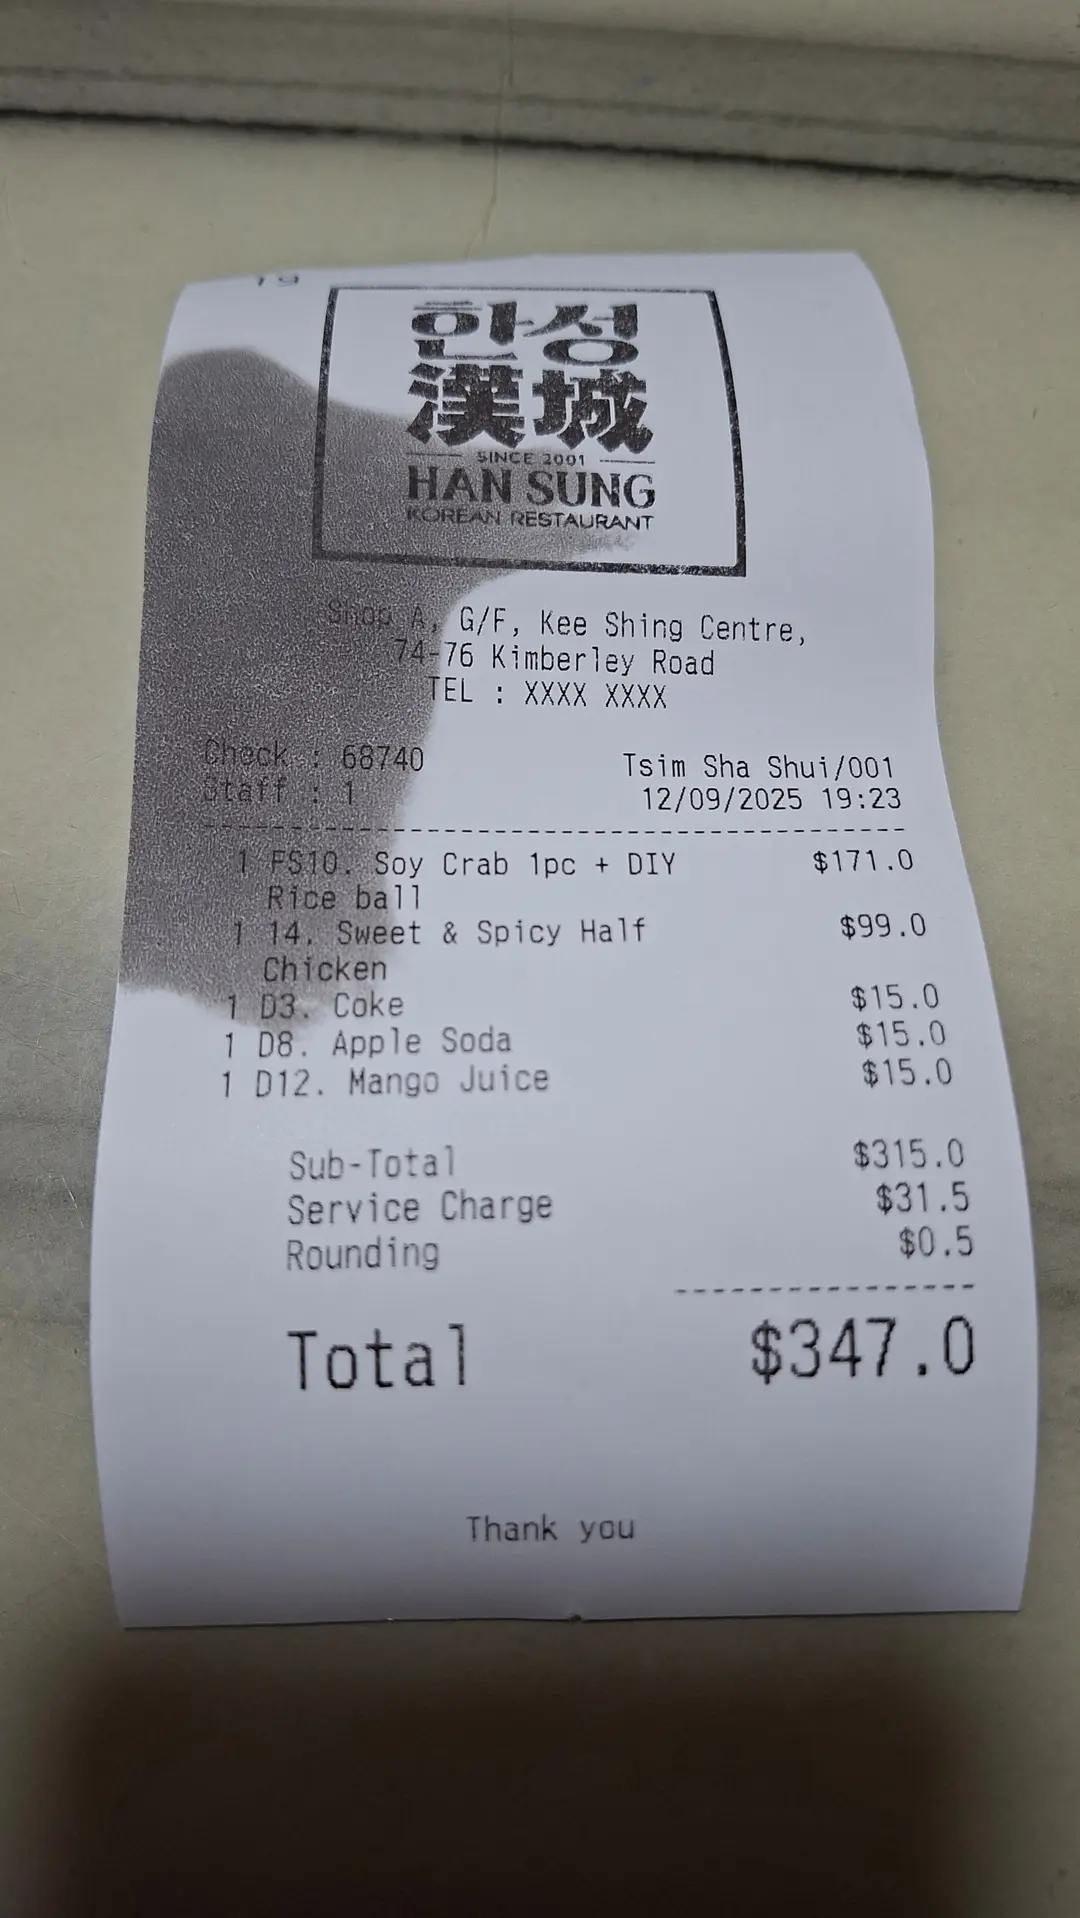 19
한성
漢城
SINCE 2001
HAN SUNG
KOREAN RESTAURANT
Shop A, G/F, Kee Shing Centre,
74-76 Kimberley Road
TEL : XXXX XXXX
Check : 68740 Tsim Sha Shui/001
Staff : 1 12/09/2025 19:23
1 FS10. Soy Crab 1pc + DIY $171.0
Rice ball
1 14. Sweet & Spicy Half $99.0
Chicken
1 D3. Coke $15.0
1 D8. Apple Soda $15.0
1 D12. Mango Juice $15.0
Sub-Total $315.0
Service Charge $31.5
Rounding $0.5
Total $347.0
Thank you